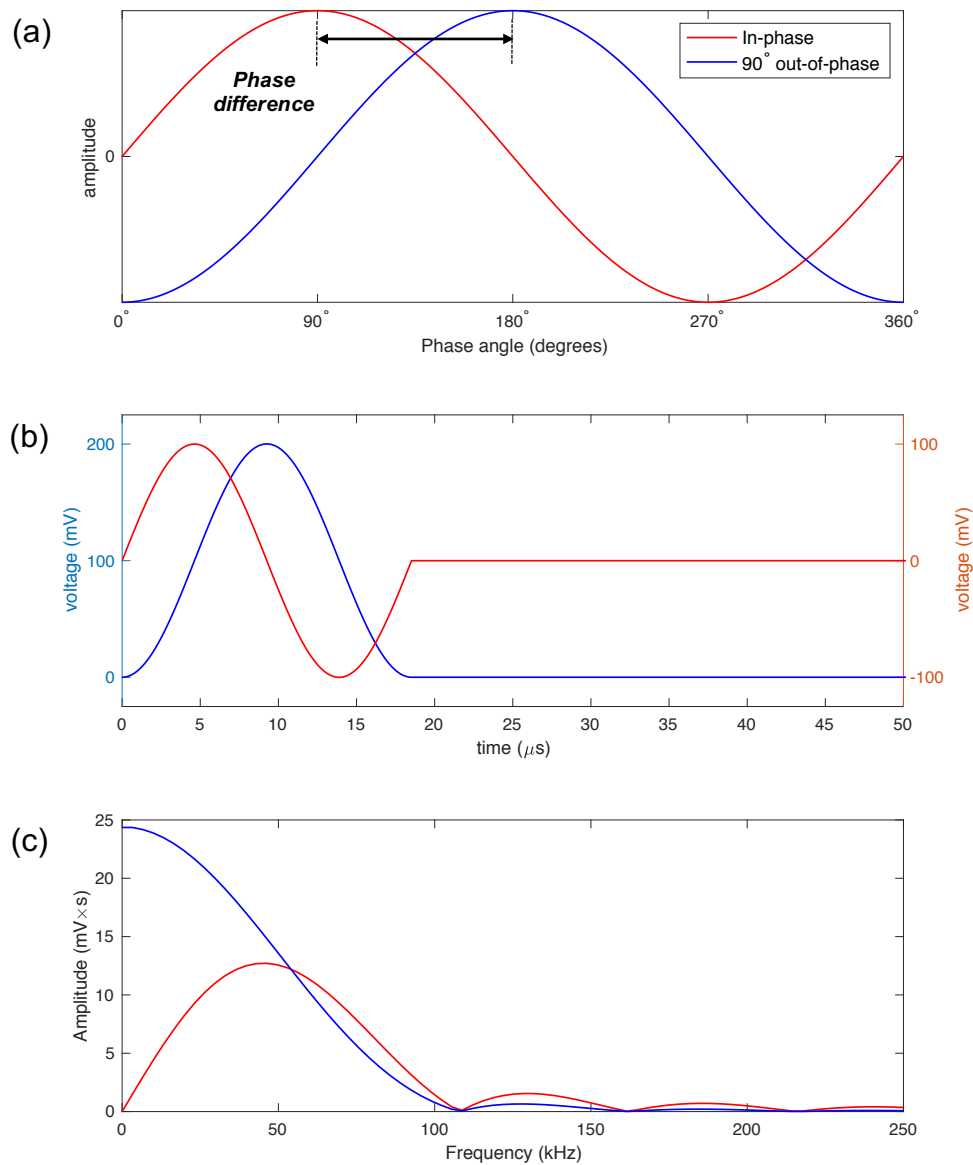 (a)
In-phase
90° out-of-phase
Phase
difference
amplitude
0
0° 90° 180° 270° 360°
Phase angle (degrees)
(b)
voltage (mV)
200
100
0
100
0
-100
voltage (mV)
0 5 10 15 20 25 30 35 40 45 50
time (μs)
(c)
Amplitude (mV×s)
25
20
15
10
5
0
0 50 100 150 200 250
Frequency (kHz)